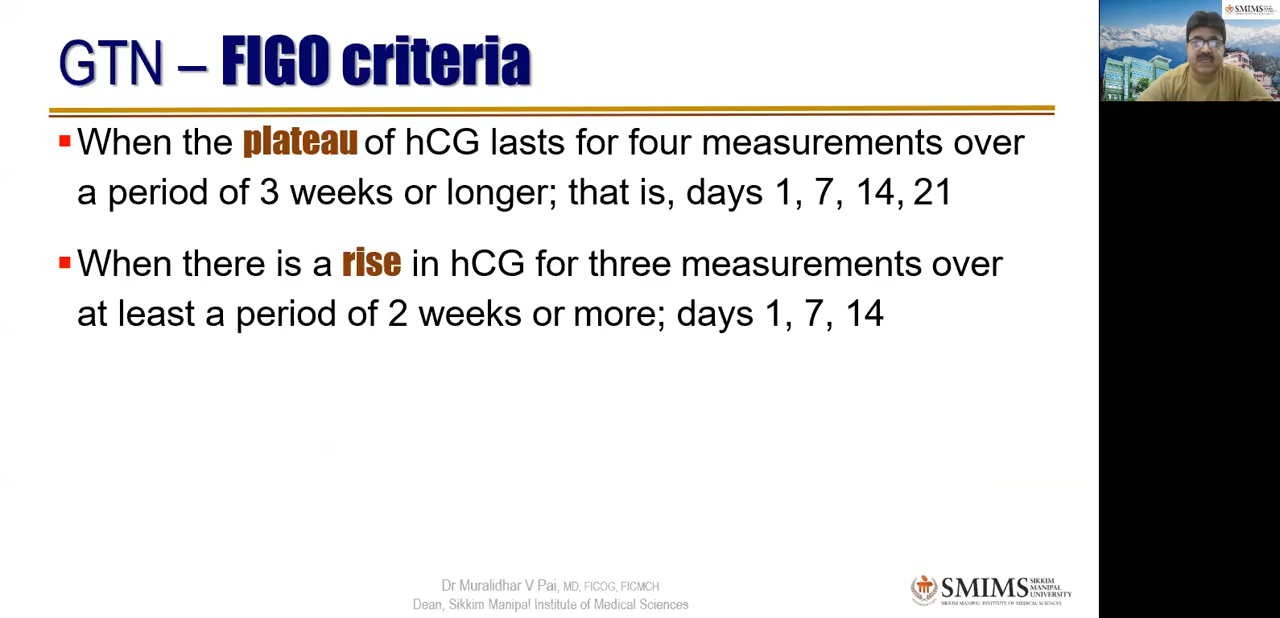 GTN – FIGO criteria
When the plateau of hCG lasts for four measurements over
a period of 3 weeks or longer; that is, days 1, 7, 14, 21
When there is a rise in hCG for three measurements over
at least a period of 2 weeks or more; days 1, 7, 14
Dr Muralidhar V Pai, MD, FICOG, FICMCH
Dean, Sikkim Manipal Institute of Medical Sciences
SMIMS
SIKKIM
MANIPAL
UNIVERSITY
SIKKIM MANIPAL INSTITUTE OF MEDICAL SCIENCES
SMIMS